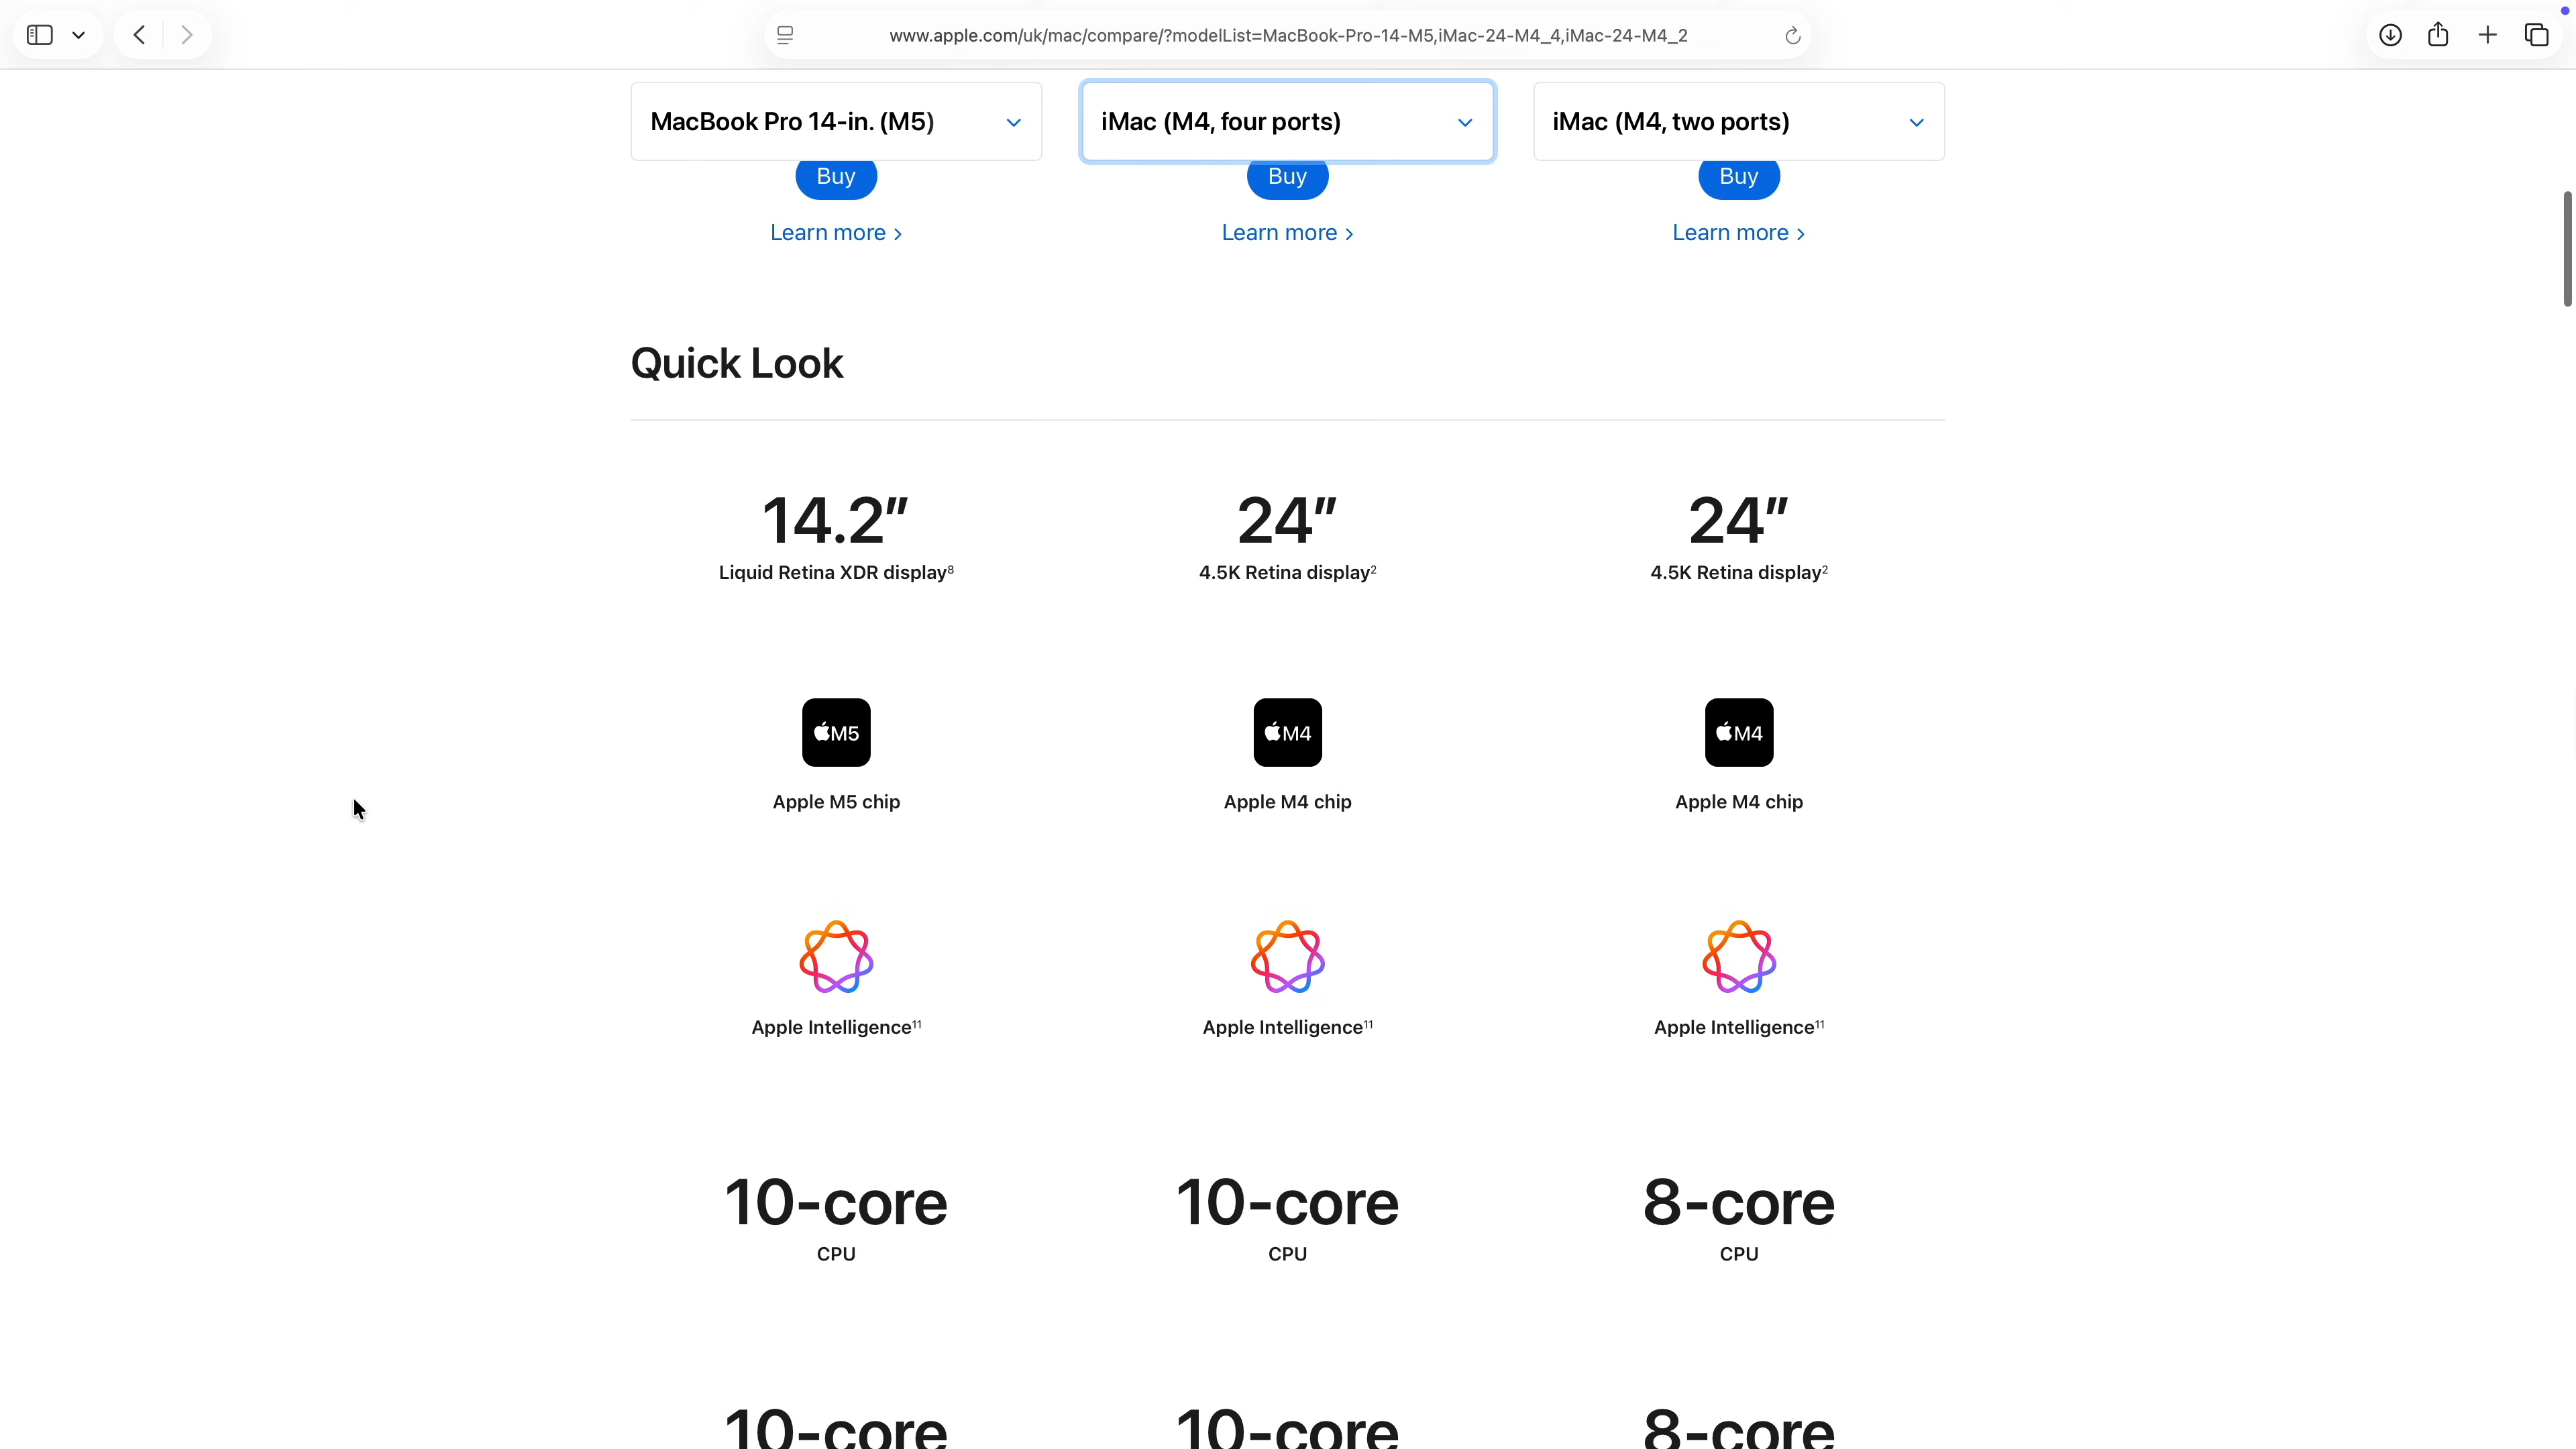 www.apple.com/uk/mac/compare/?modelList=MacBook-Pro-14-M5,iMac-24-M4_4,iMac-24-M4_2
MacBook Pro 14-in. (M5) iMac (M4, four ports) iMac (M4, two ports)
Buy Buy Buy
Learn more > Learn more > Learn more >
Quick Look
14.2″ 24″ 24″
Liquid Retina XDR display⁸ 4.5K Retina display² 4.5K Retina display²
M5 M4 M4
Apple M5 chip Apple M4 chip Apple M4 chip
Apple Intelligence¹¹ Apple Intelligence¹¹ Apple Intelligence¹¹
10-core 10-core 8-core
CPU CPU CPU
10-core 10-core 8-core